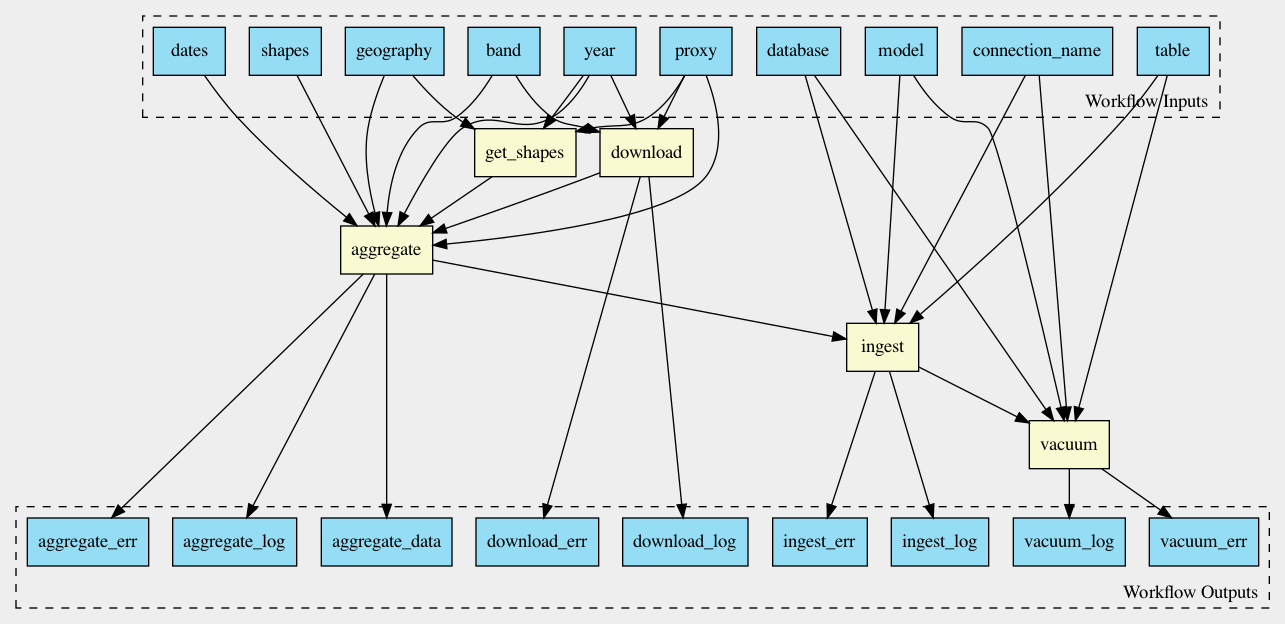 dates
shapes
geography
band
year
proxy
database
model
connection_name
table
Workflow Inputs
get_shapes
download
aggregate
ingest
vacuum
aggregate_err
aggregate_log
aggregate_data
download_err
download_log
ingest_err
ingest_log
vacuum_log
vacuum_err
Workflow Outputs